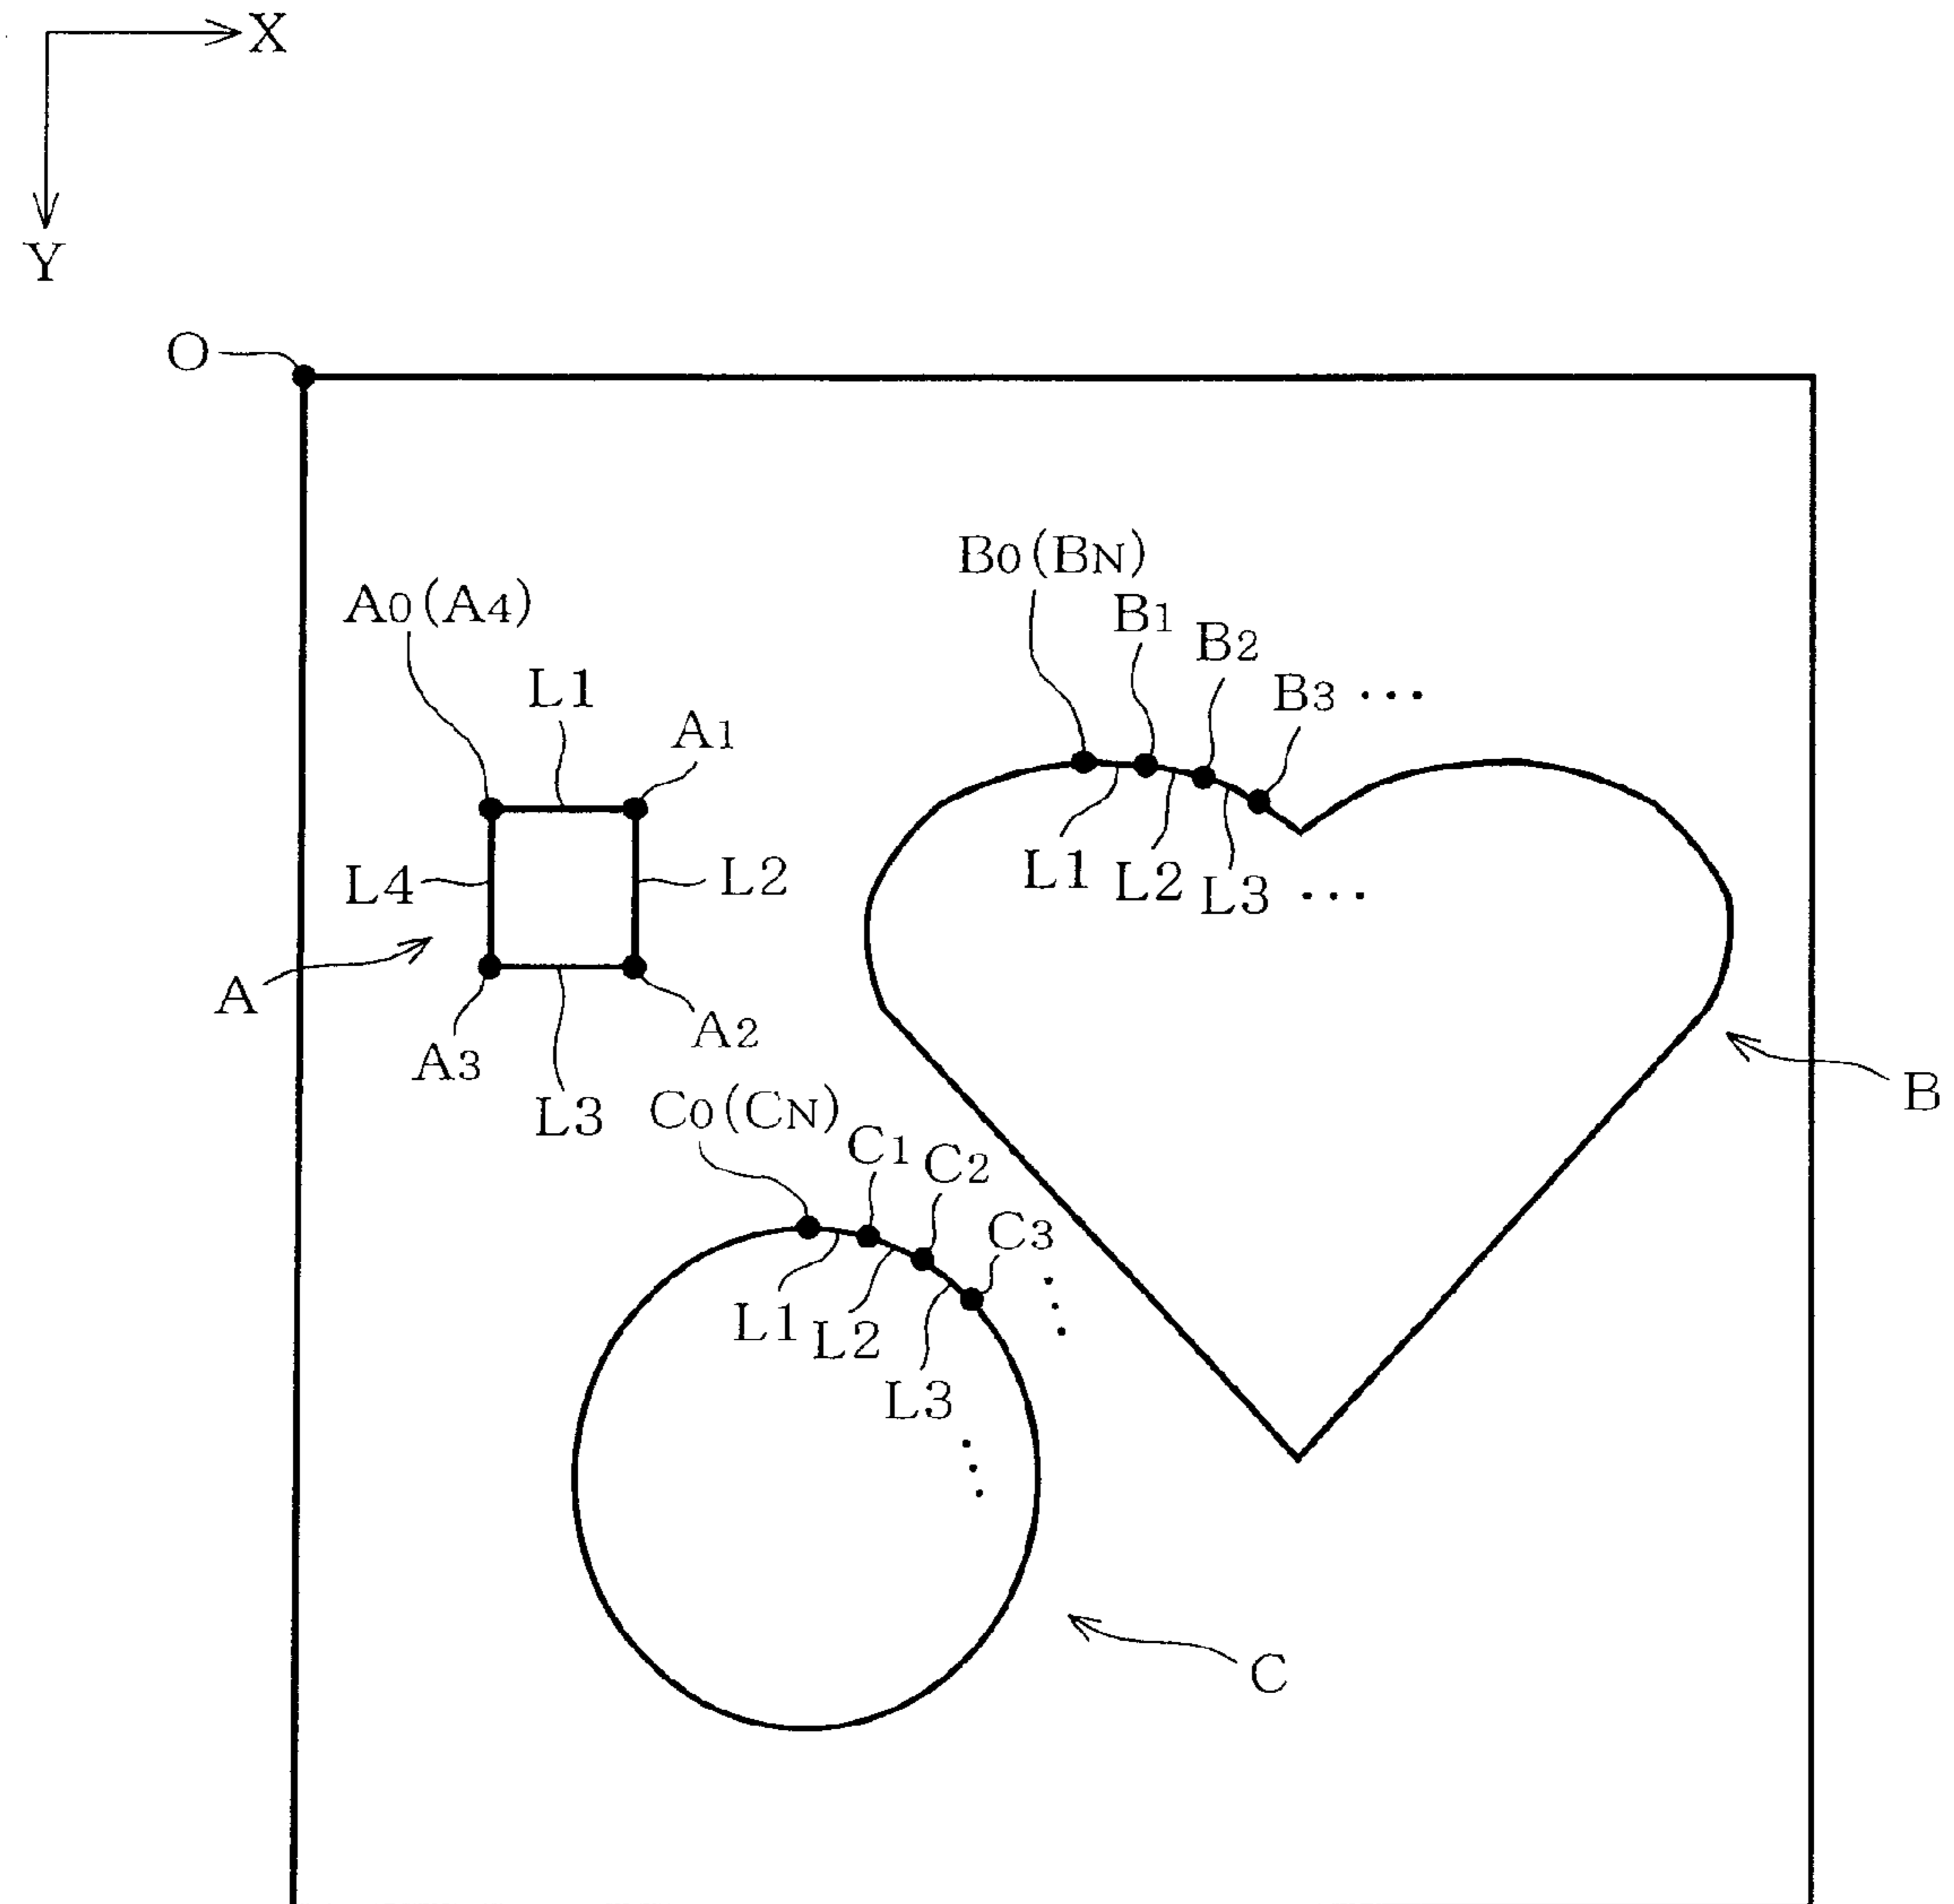 X
Y
O
B0(BN)
A0(A4)
B1
B2
L1
B3 ···
A1
L1
L2
L3 ···
L4
L2
A
A2
A3
B
L3
C0(CN)
C1
C2
C3
L1
L2
L3
C